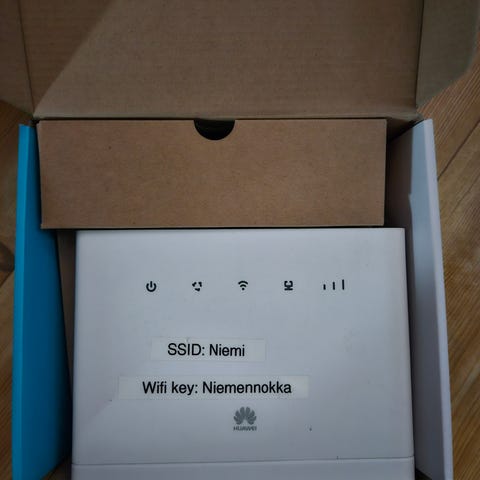 SSID: Niemi
Wifi key: Niemennokka
HUAWEI